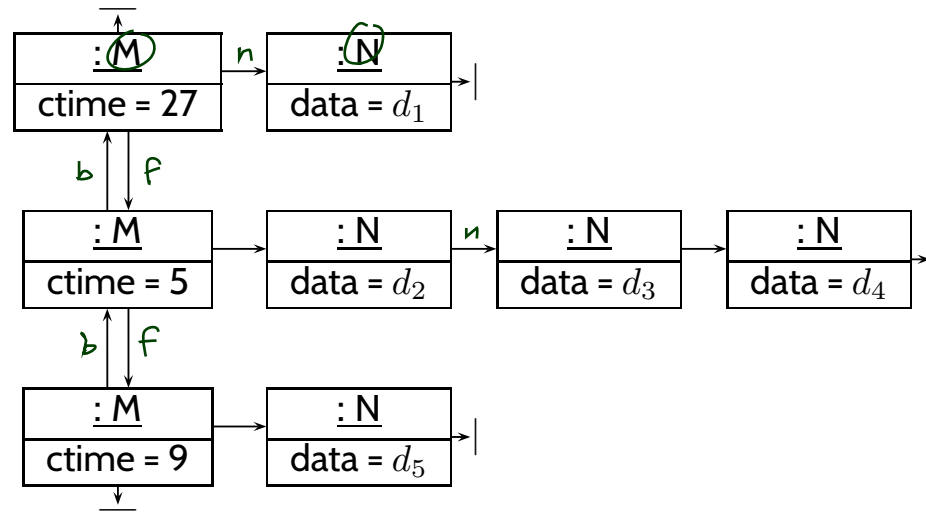 : M n : N
ctime = 27 data = d₁
b f
: M : N n : N : N
ctime = 5 data = d₂ data = d₃ data = d₄
b f
: M : N
ctime = 9 data = d₅